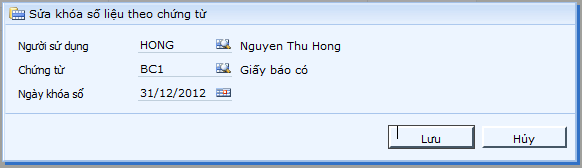 Sửa khóa số liệu theo chứng từ
Người sử dụng HONG Nguyen Thu Hong
Chứng từ BC1 Giấy báo có
Ngày khóa sổ 31/12/2012
Lưu Hủy